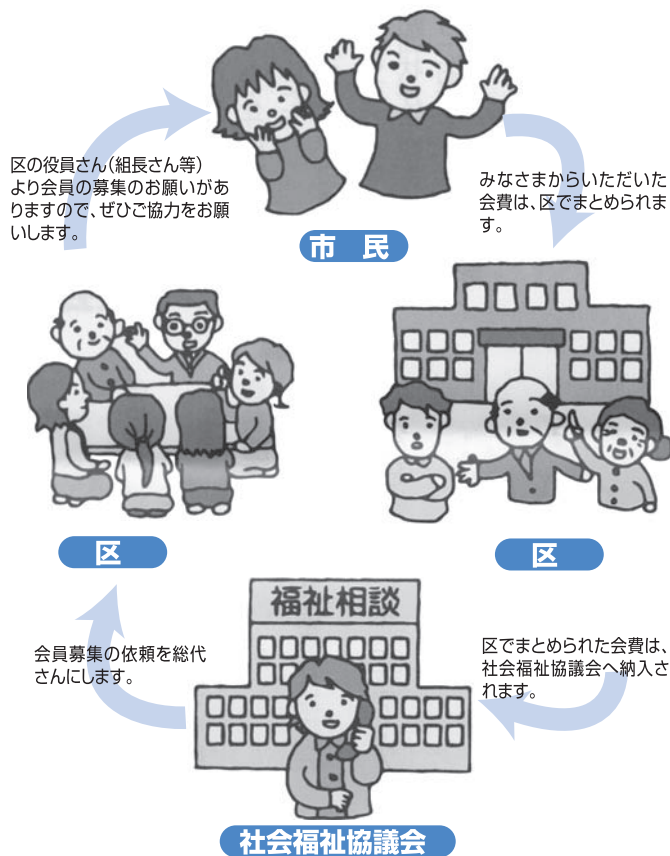 区の役員さん(組長さん等)
より会員の募集のお願いがあ
りますので、ぜひご協力をお願
いします。
みなさまからいただいた
会費は、区でまとめられま
す。
市 民
区
区
福祉相談
会員募集の依頼を総代
さんにします。
区でまとめられた会費は、
社会福祉協議会へ納入さ
れます。
社会福祉協議会